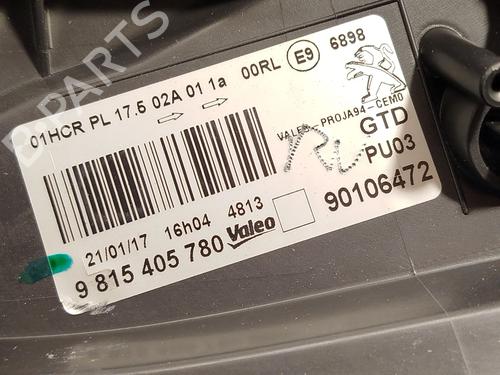 B-PARTS
01HCR PL 17.5 02A 01 1a 00RL E9 6898
VALEO-PROJA94-CEM0
GTD
PU03
90106472
21/01/17 16h04 4813
9 815 405 780 Valeo